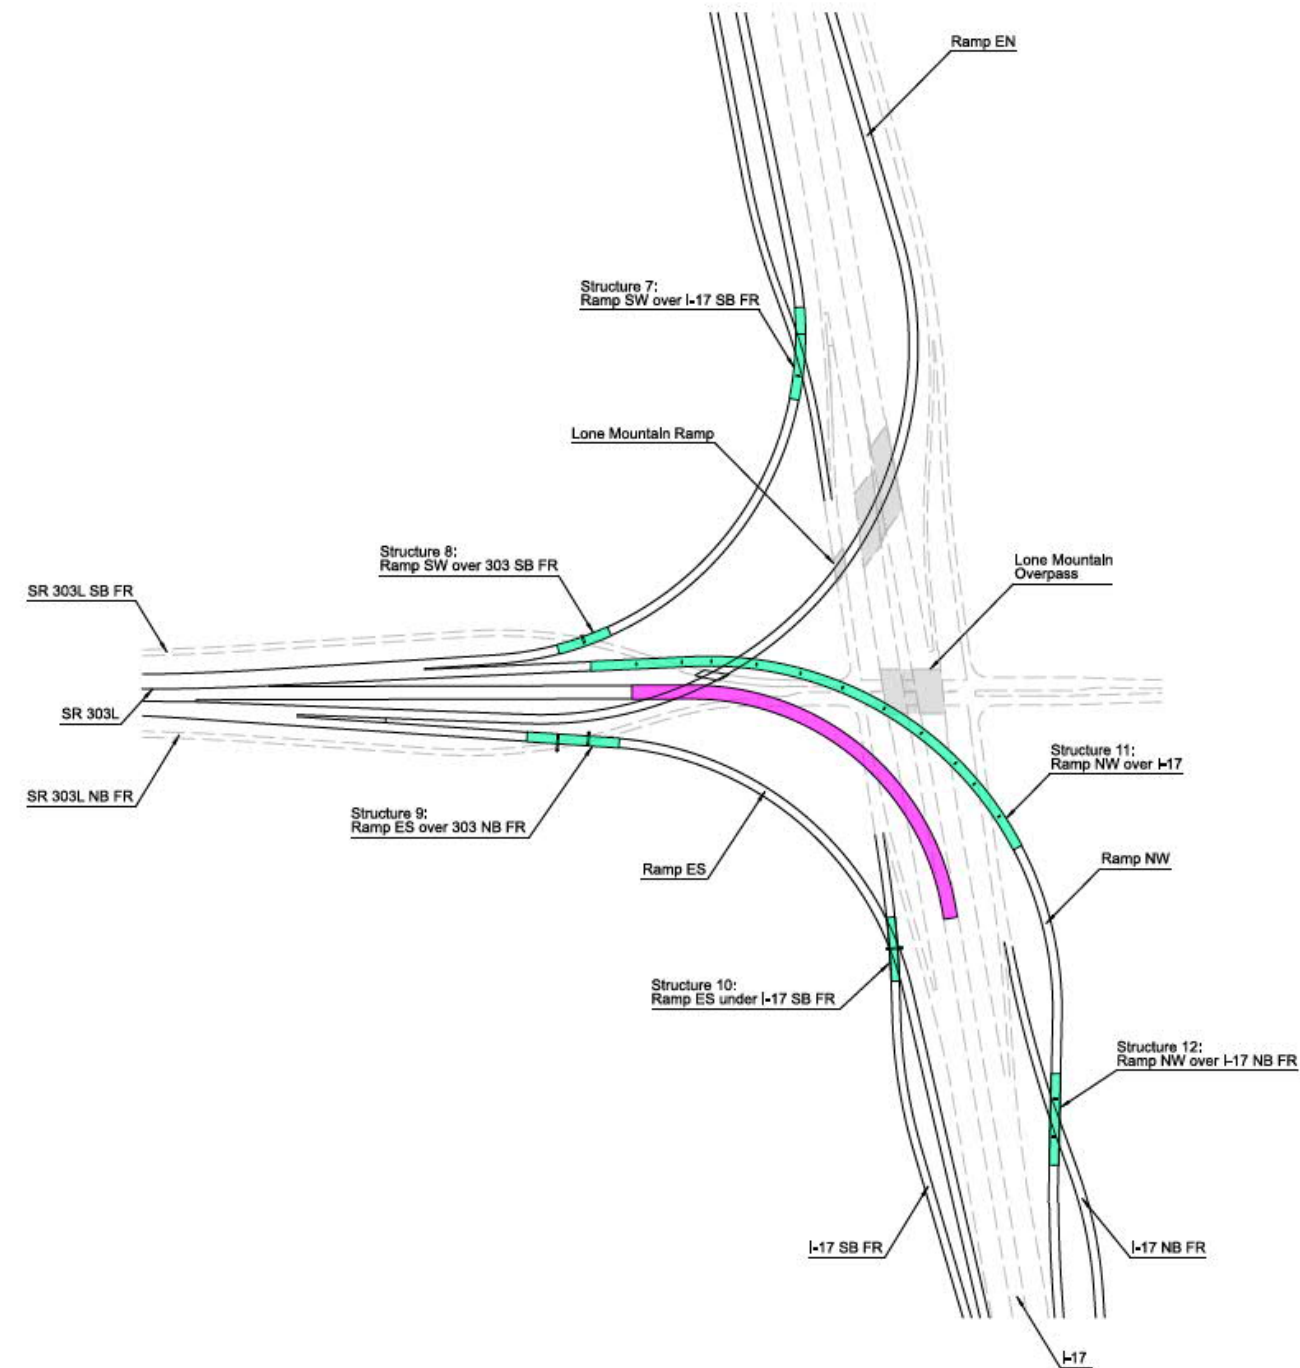 Ramp EN
Structure 7:
Ramp SW over I-17 SB FR
Lone Mountain Ramp
Structure 8:
Ramp SW over 303 SB FR
Lone Mountain
Overpass
SR 303L SB FR
SR 303L
Structure 11:
Ramp NW over I-17
SR 303L NB FR
Structure 9:
Ramp ES over 303 NB FR
Ramp NW
Ramp ES
Structure 10:
Ramp ES under I-17 SB FR
Structure 12:
Ramp NW over I-17 NB FR
I-17 SB FR
I-17 NB FR
I-17